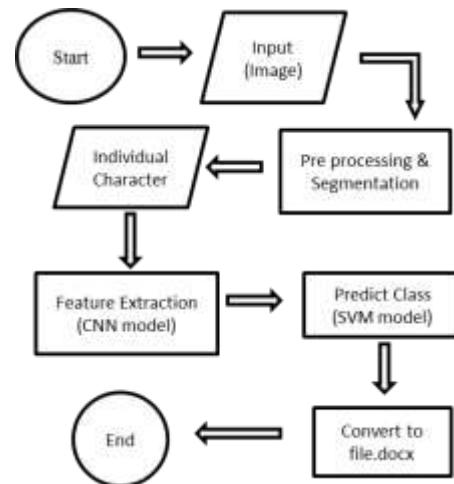 Start
Input
(Image)
Pre processing &
Segmentation
Individual
Character
Feature Extraction
(CNN model)
Predict Class
(SVM model)
Convert to
file.docx
End